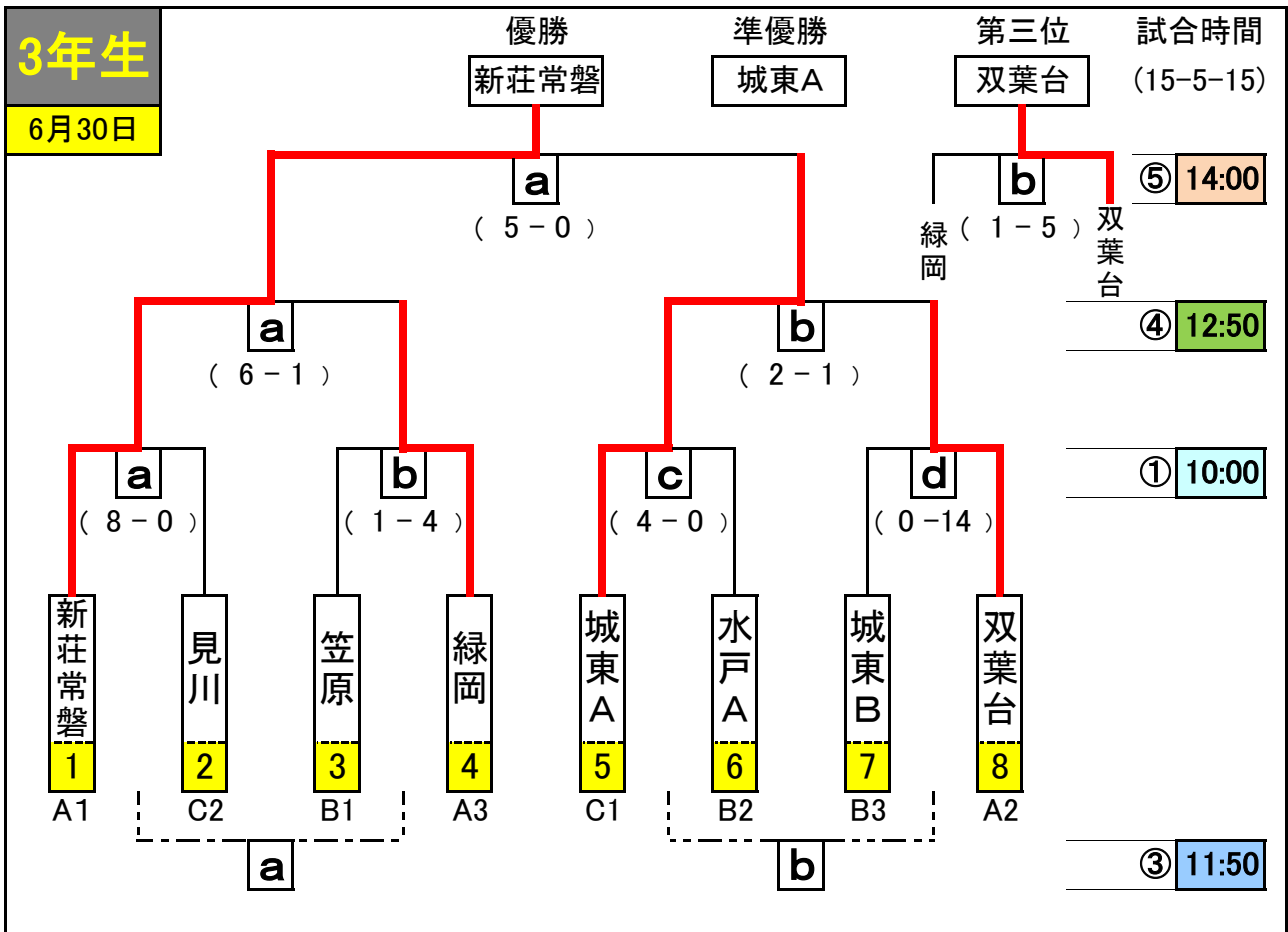 3年生
6月30日
優勝
新荘常磐
準優勝
城東A
第三位
双葉台
試合時間
(15-5-15)
a
( 5-0 )
b
( 1-5 )
緑岡
双葉台
⑤ 14:00
a
( 6-1 )
b
( 2-1 )
④ 12:50
a
( 8-0 )
b
( 1-4 )
c
( 4-0 )
d
( 0-14 )
① 10:00
新荘常磐
見川
笠原
緑岡
城東A
水戸A
城東B
双葉台
1 2 3 4 5 6 7 8
A1 C2 B1 A3 C1 B2 B3 A2
a
b
③ 11:50